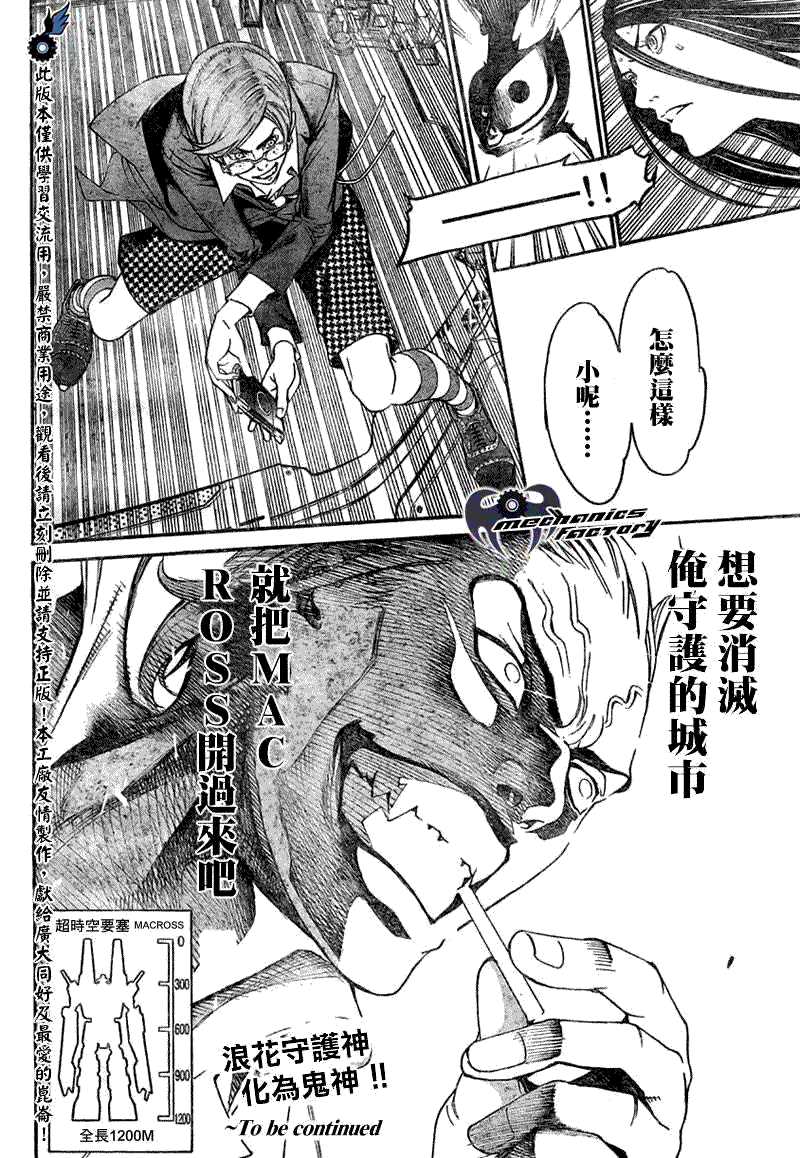 ——!!
怎麼這樣
小呢……
mechanics
factory
想要消滅
俺守護的城市
就把MAC
ROSS開過來吧
超時空要塞 MACROSS
0
300
600
900
1200
全長1200M
浪花守護神
化為鬼神 !!
~To be continued
此版本僅供學習交流用，嚴禁商業用途，觀看後請立刻刪除並請支持正版！本工廠友情製作，獻給廣大同好及最愛的崑崙！